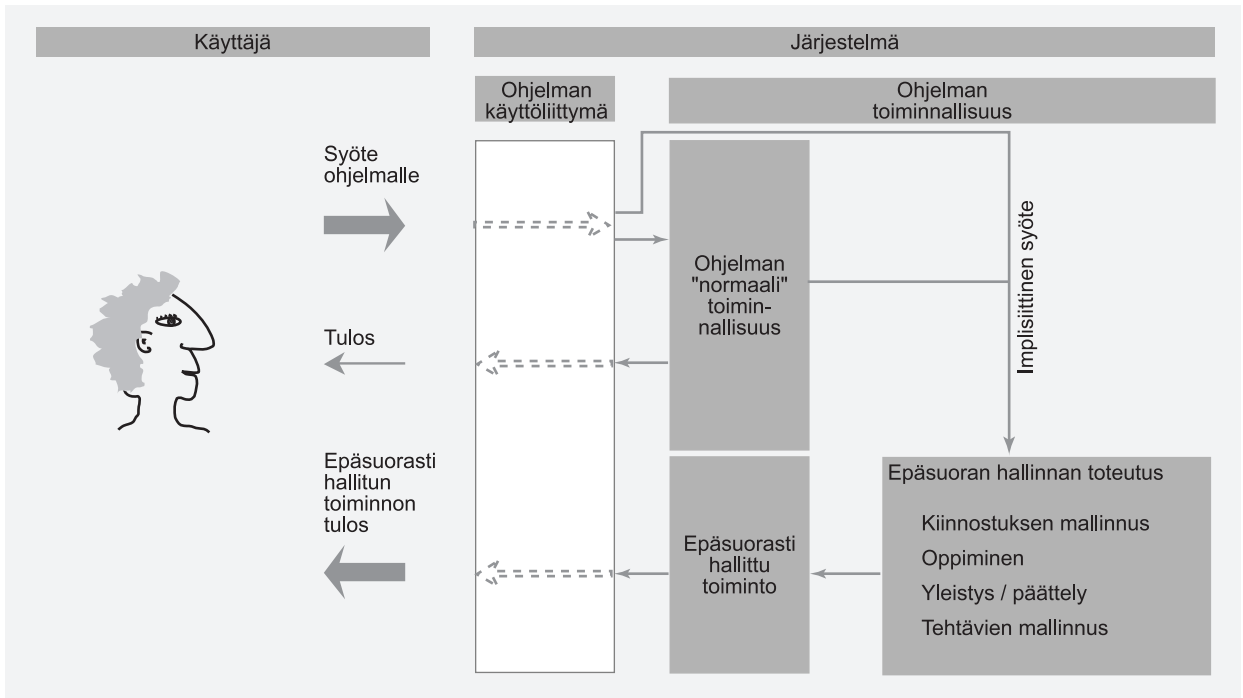 Käyttäjä
Järjestelmä
Ohjelman
käyttöliittymä
Ohjelman
toiminnallisuus
Syöte
ohjelmalle
Tulos
Epäsuorasti
hallitun
toiminnon
tulos
Ohjelman
"normaali"
toimin-
nallisuus
Implisiittinen syöte
Epäsuorasti
hallittu
toiminto
Epäsuoran hallinnan toteutus
Kiinnostuksen mallinnus
Oppiminen
Yleistys / päättely
Tehtävien mallinnus